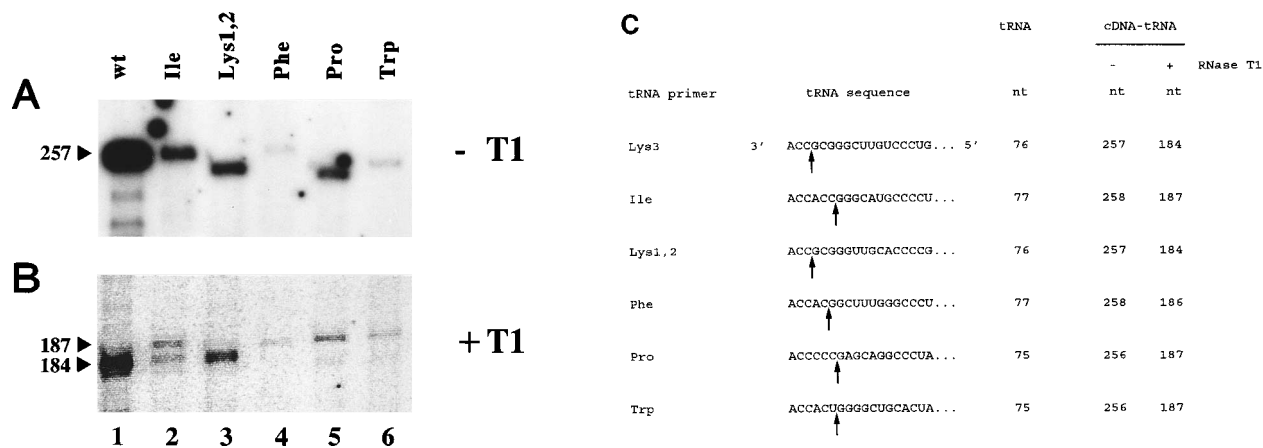 wt Ile Lys1,2 Phe Pro Trp
A
257
- T1
B
187
184
+ T1
1 2 3 4 5 6
C
tRNA cDNA-tRNA
- + RNase T1
tRNA primer tRNA sequence nt nt nt
Lys3 3' ACCGCGGGCUUGUCCCUG... 5' 76 257 184
Ile ACCACCGGGCAUGCCCCU... 77 258 187
Lys1,2 ACCGCGGGUUGCACCCCG... 76 257 184
Phe ACCACGGCUUUGGGCCCU... 77 258 186
Pro ACCCCCGAGCAGGCCCUA... 75 256 187
Trp ACCACUGGGGCUGCACUA... 75 256 187